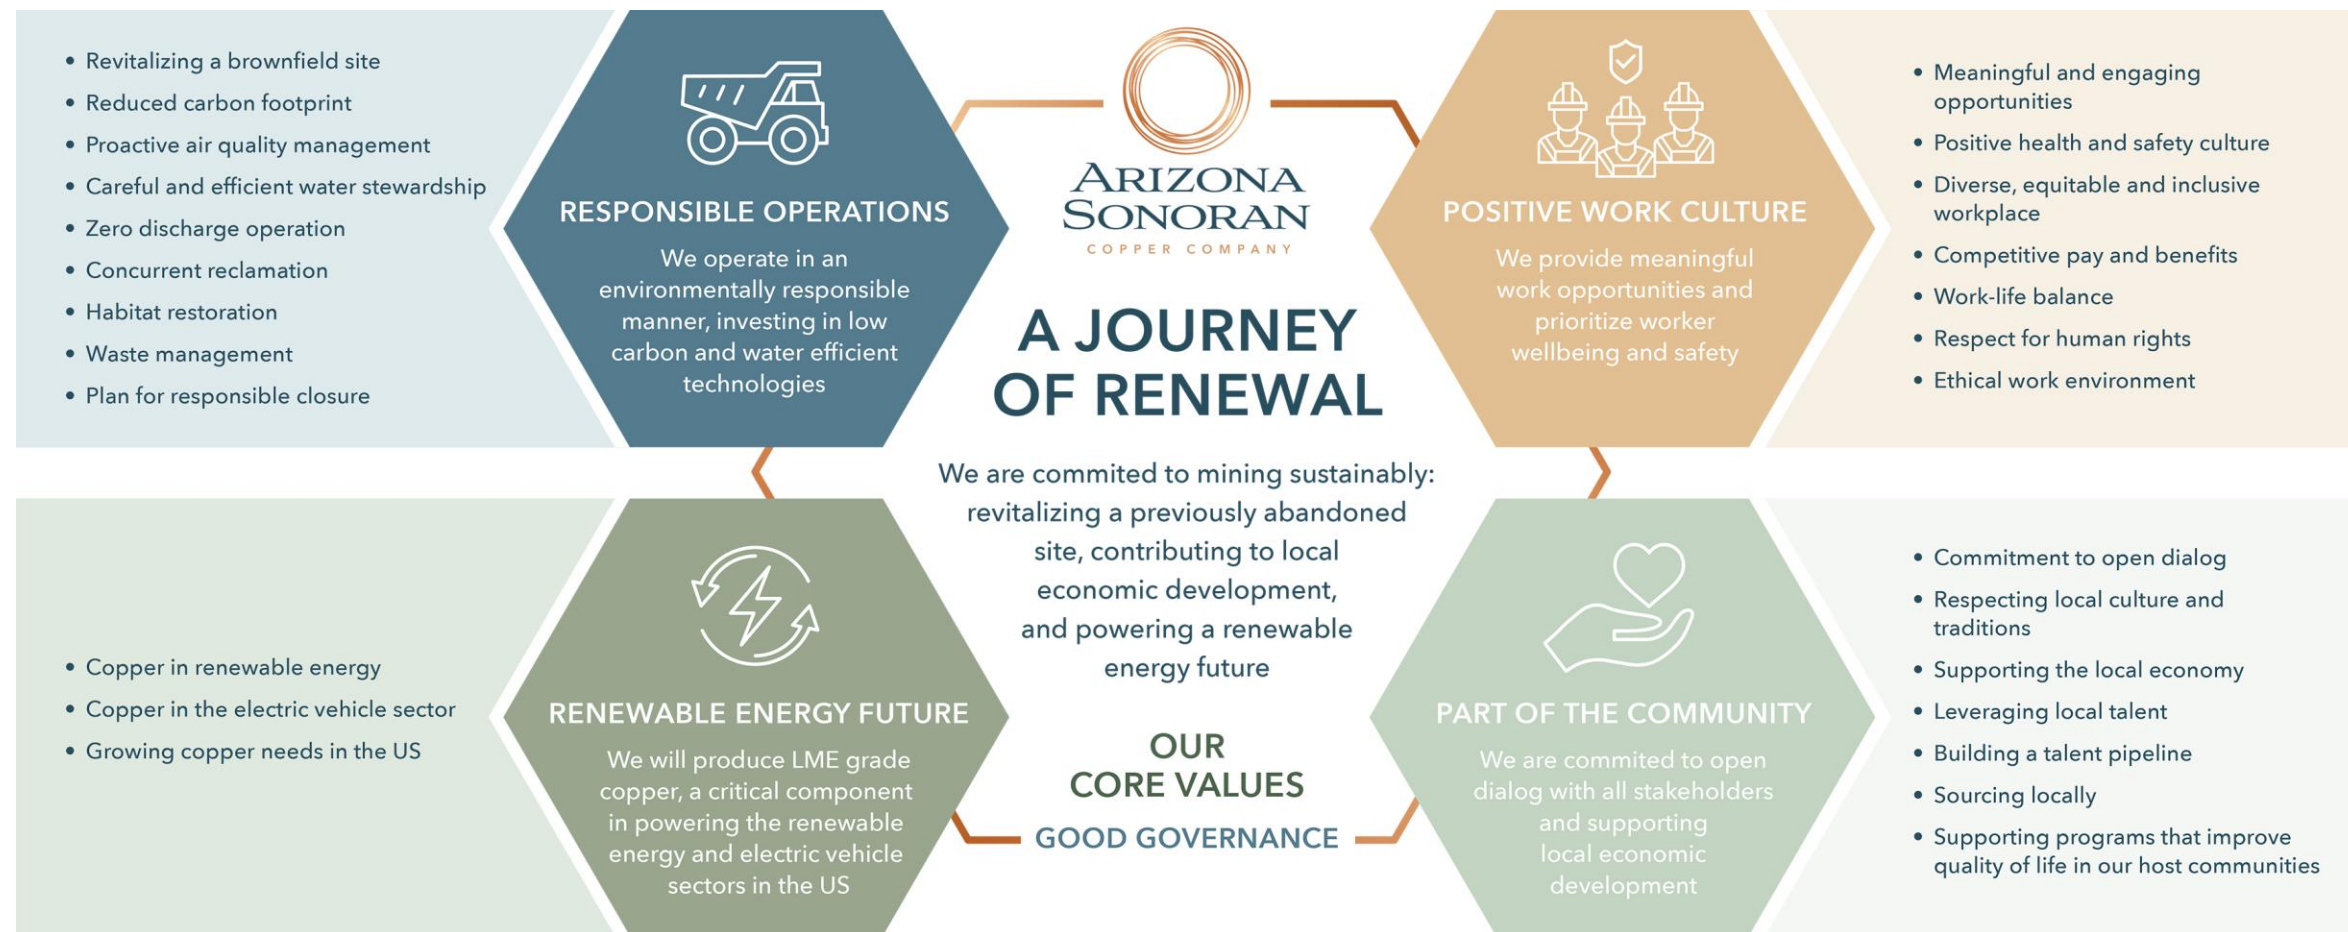 • Revitalizing a brownfield site
• Reduced carbon footprint
• Proactive air quality management
• Careful and efficient water stewardship
• Zero discharge operation
• Concurrent reclamation
• Habitat restoration
• Waste management
• Plan for responsible closure
RESPONSIBLE OPERATIONS
We operate in an
environmentally responsible
manner, investing in low
carbon and water efficient
technologies
ARIZONA
SONORAN
COPPER COMPANY
A JOURNEY
OF RENEWAL
We are commited to mining sustainably:
revitalizing a previously abandoned
site, contributing to local
economic development,
and powering a renewable
energy future
OUR
CORE VALUES
GOOD GOVERNANCE
POSITIVE WORK CULTURE
We provide meaningful
work opportunities and
prioritize worker
wellbeing and safety
• Meaningful and engaging
opportunities
• Positive health and safety culture
• Diverse, equitable and inclusive
workplace
• Competitive pay and benefits
• Work-life balance
• Respect for human rights
• Ethical work environment
• Copper in renewable energy
• Copper in the electric vehicle sector
• Growing copper needs in the US
RENEWABLE ENERGY FUTURE
We will produce LME grade
copper, a critical component
in powering the renewable
energy and electric vehicle
sectors in the US
PART OF THE COMMUNITY
We are commited to open
dialog with all stakeholders
and supporting
local economic
development
• Commitment to open dialog
• Respecting local culture and
traditions
• Supporting the local economy
• Leveraging local talent
• Building a talent pipeline
• Sourcing locally
• Supporting programs that improve
quality of life in our host communities